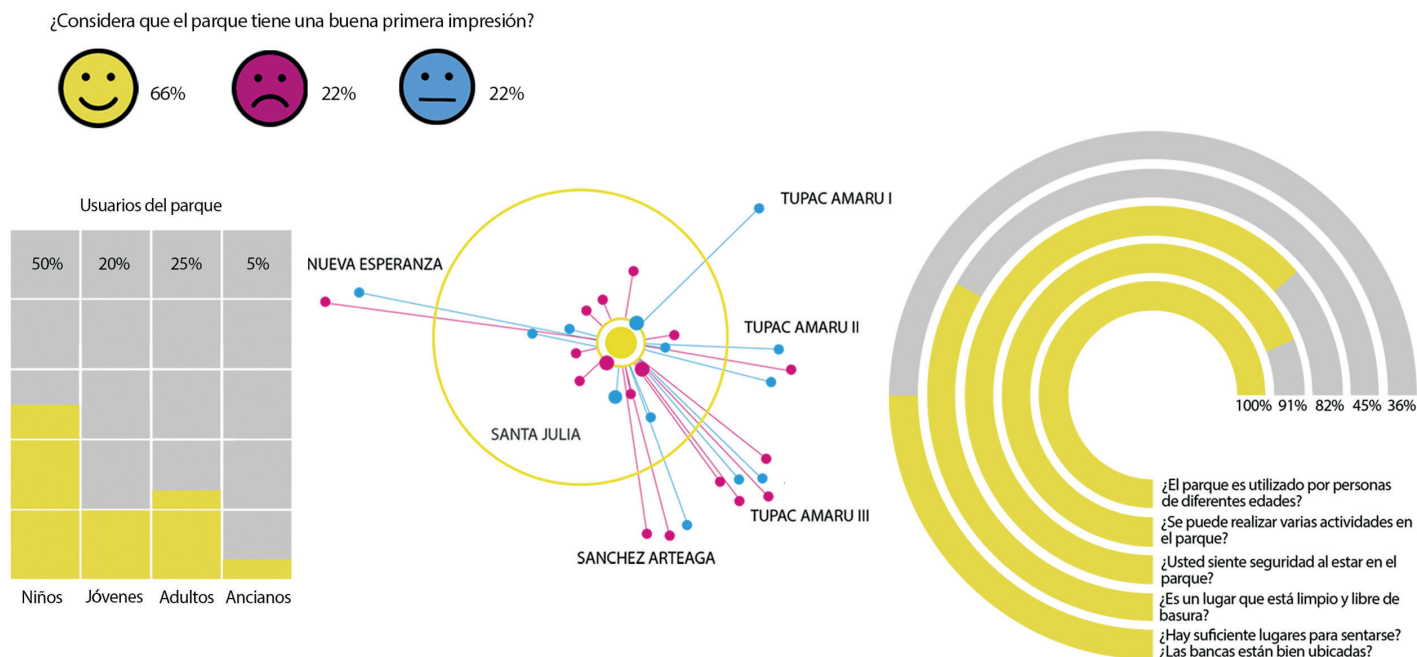 ¿Considera que el parque tiene una buena primera impresión?
66%
22%
22%
Usuarios del parque
50%
20%
25%
5%
Niños
Jóvenes
Adultos
Ancianos
NUEVA ESPERANZA
TUPAC AMARU I
TUPAC AMARU II
SANTA JULIA
TUPAC AMARU III
SANCHEZ ARTEAGA
100%
91%
82%
45%
36%
¿El parque es utilizado por personas
de diferentes edades?
¿Se puede realizar varias actividades en
el parque?
¿Usted siente seguridad al estar en el
parque?
¿Es un lugar que está limpio y libre de
basura?
¿Hay suficiente lugares para sentarse?
¿Las bancas están bien ubicadas?